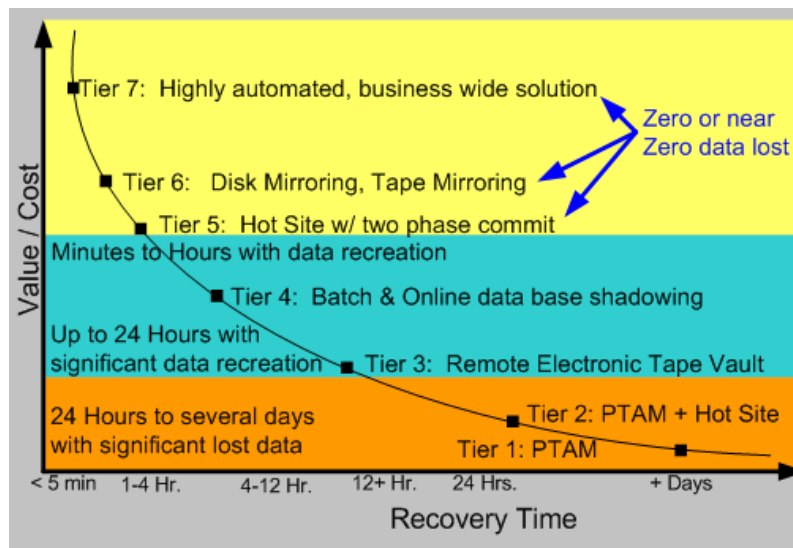 Tier 7: Highly automated, business wide solution
Zero or near
Zero data lost
Tier 6: Disk Mirroring, Tape Mirroring
Tier 5: Hot Site w/ two phase commit
Minutes to Hours with data recreation
Tier 4: Batch & Online data base shadowing
Up to 24 Hours with
significant data recreation
Tier 3: Remote Electronic Tape Vault
24 Hours to several days
with significant lost data
Tier 2: PTAM + Hot Site
Tier 1: PTAM
Value / Cost
< 5 min
1-4 Hr.
4-12 Hr.
12+ Hr.
24 Hrs.
+ Days
Recovery Time